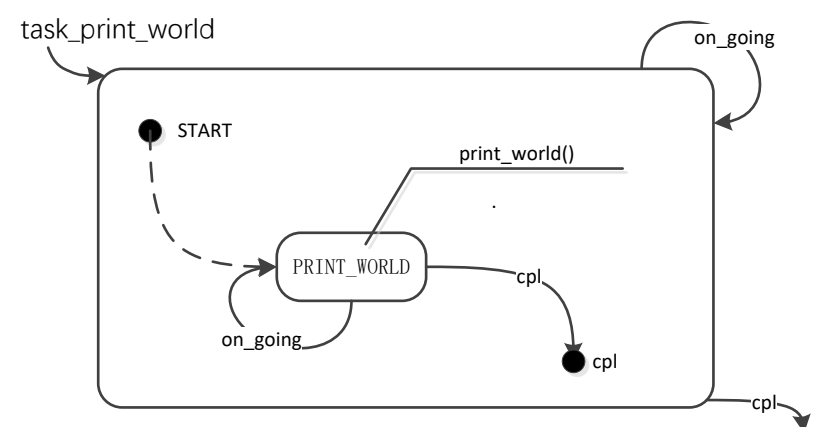 task_print_world
on_going
START
print_world()
.
PRINT_WORLD
cpl
on_going
cpl
cpl